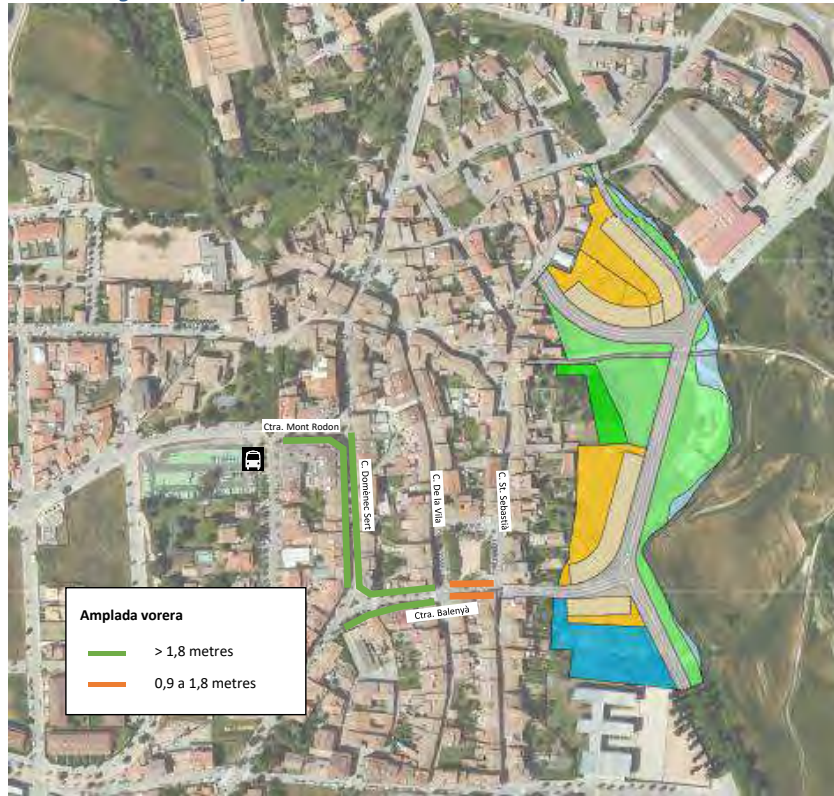 Ctra. Mont Rodon
C. Domènec Sert
C. De la Vila
C. St. Sebastià
Ctra. Balenyà
Amplada vorera
> 1,8 metres
0,9 a 1,8 metres